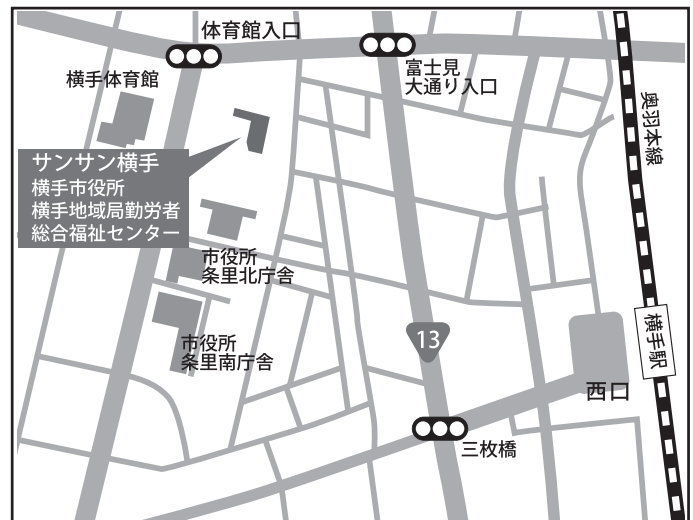 体育館入口
富士見
大通り入口
横手体育館
奥羽本線
サンサン横手
横手市役所
横手地域局勤労者
総合福祉センター
市役所
条里北庁舎
13
横手駅
市役所
条里南庁舎
西口
三枚橋